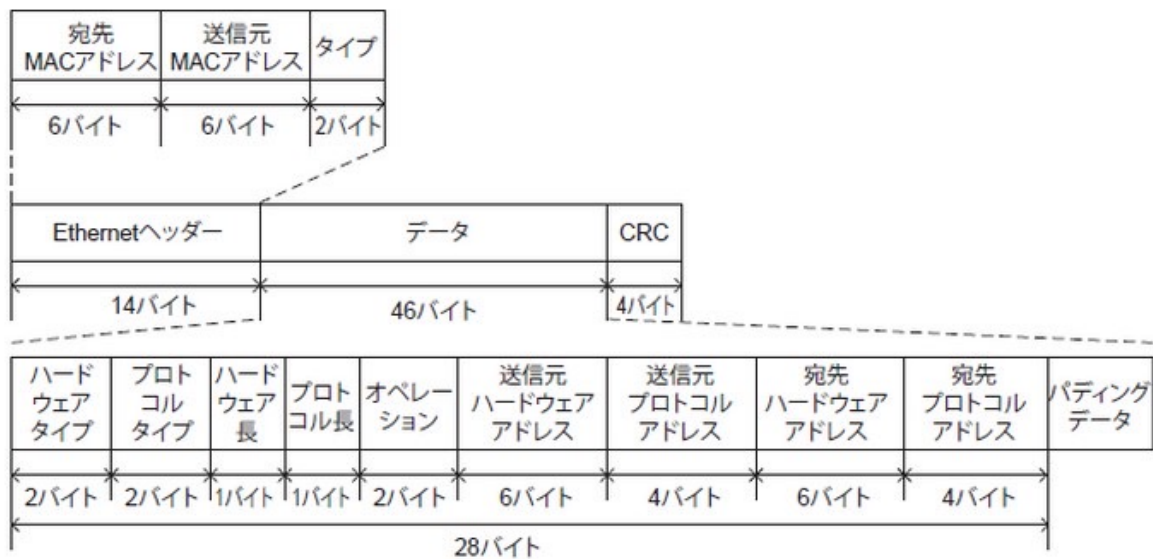 宛先
MACアドレス
送信元
MACアドレス
タイプ
6バイト
6バイト
2バイト
Ethernetヘッダー
データ
CRC
14バイト
46バイト
4バイト
ハード
ウェア
タイプ
プロト
コル
タイプ
ハード
ウェア
長
プロト
コル長
オペレー
ション
送信元
ハードウェア
アドレス
送信元
プロトコル
アドレス
宛先
ハードウェア
アドレス
宛先
プロトコル
アドレス
パディング
データ
2バイト
2バイト
1バイト
1バイト
2バイト
6バイト
4バイト
6バイト
4バイト
28バイト